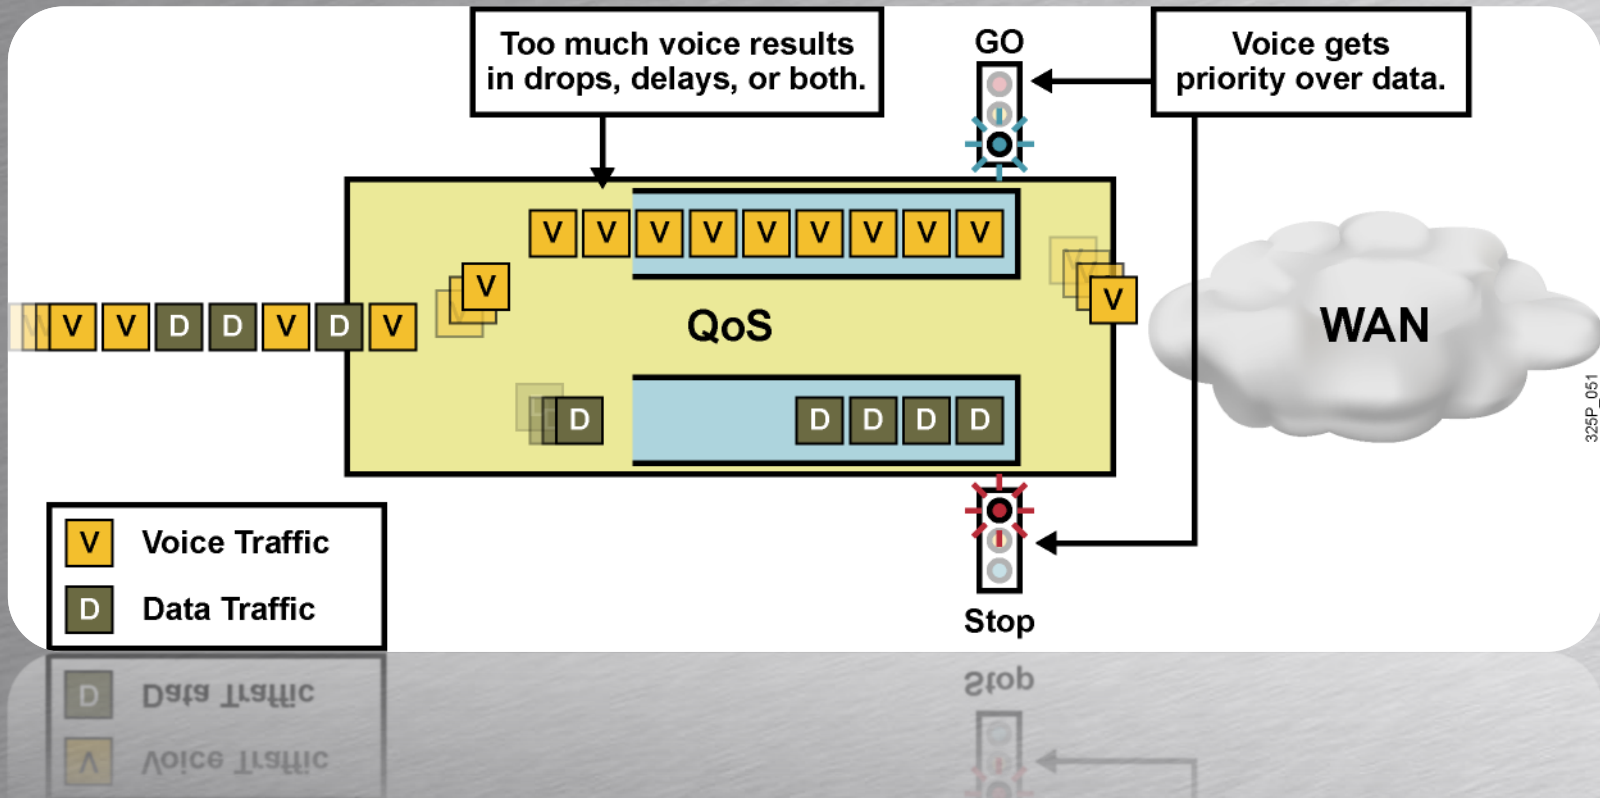 Too much voice results
in drops, delays, or both.
GO
Voice gets
priority over data.
V V V V V V V V V
V
V
V V D D V D V
QoS
WAN
D
D D D D
325P_051
V Voice Traffic
D Data Traffic
Stop